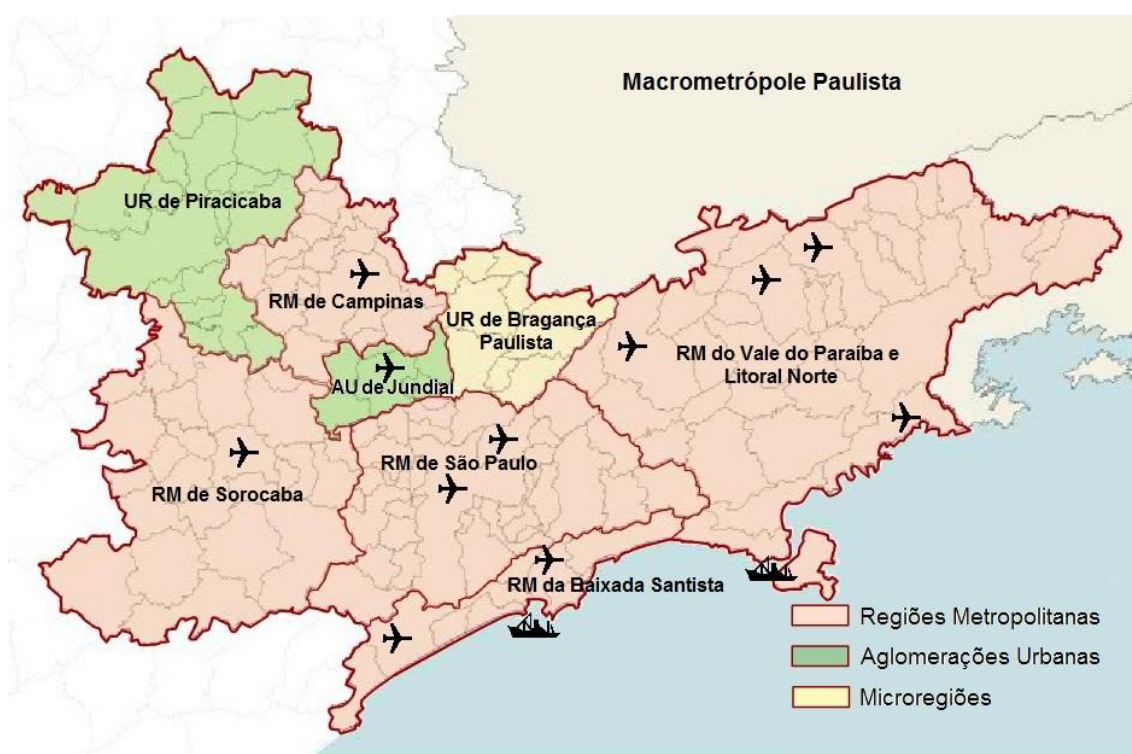 Macrometrópole Paulista
UR de Piracicaba
RM de Campinas
UR de Bragança
Paulista
RM do Vale do Paraíba e
Litoral Norte
AU de Jundiaí
RM de São Paulo
RM de Sorocaba
RM da Baixada Santista
Regiões Metropolitanas
Aglomerações Urbanas
Microregiões